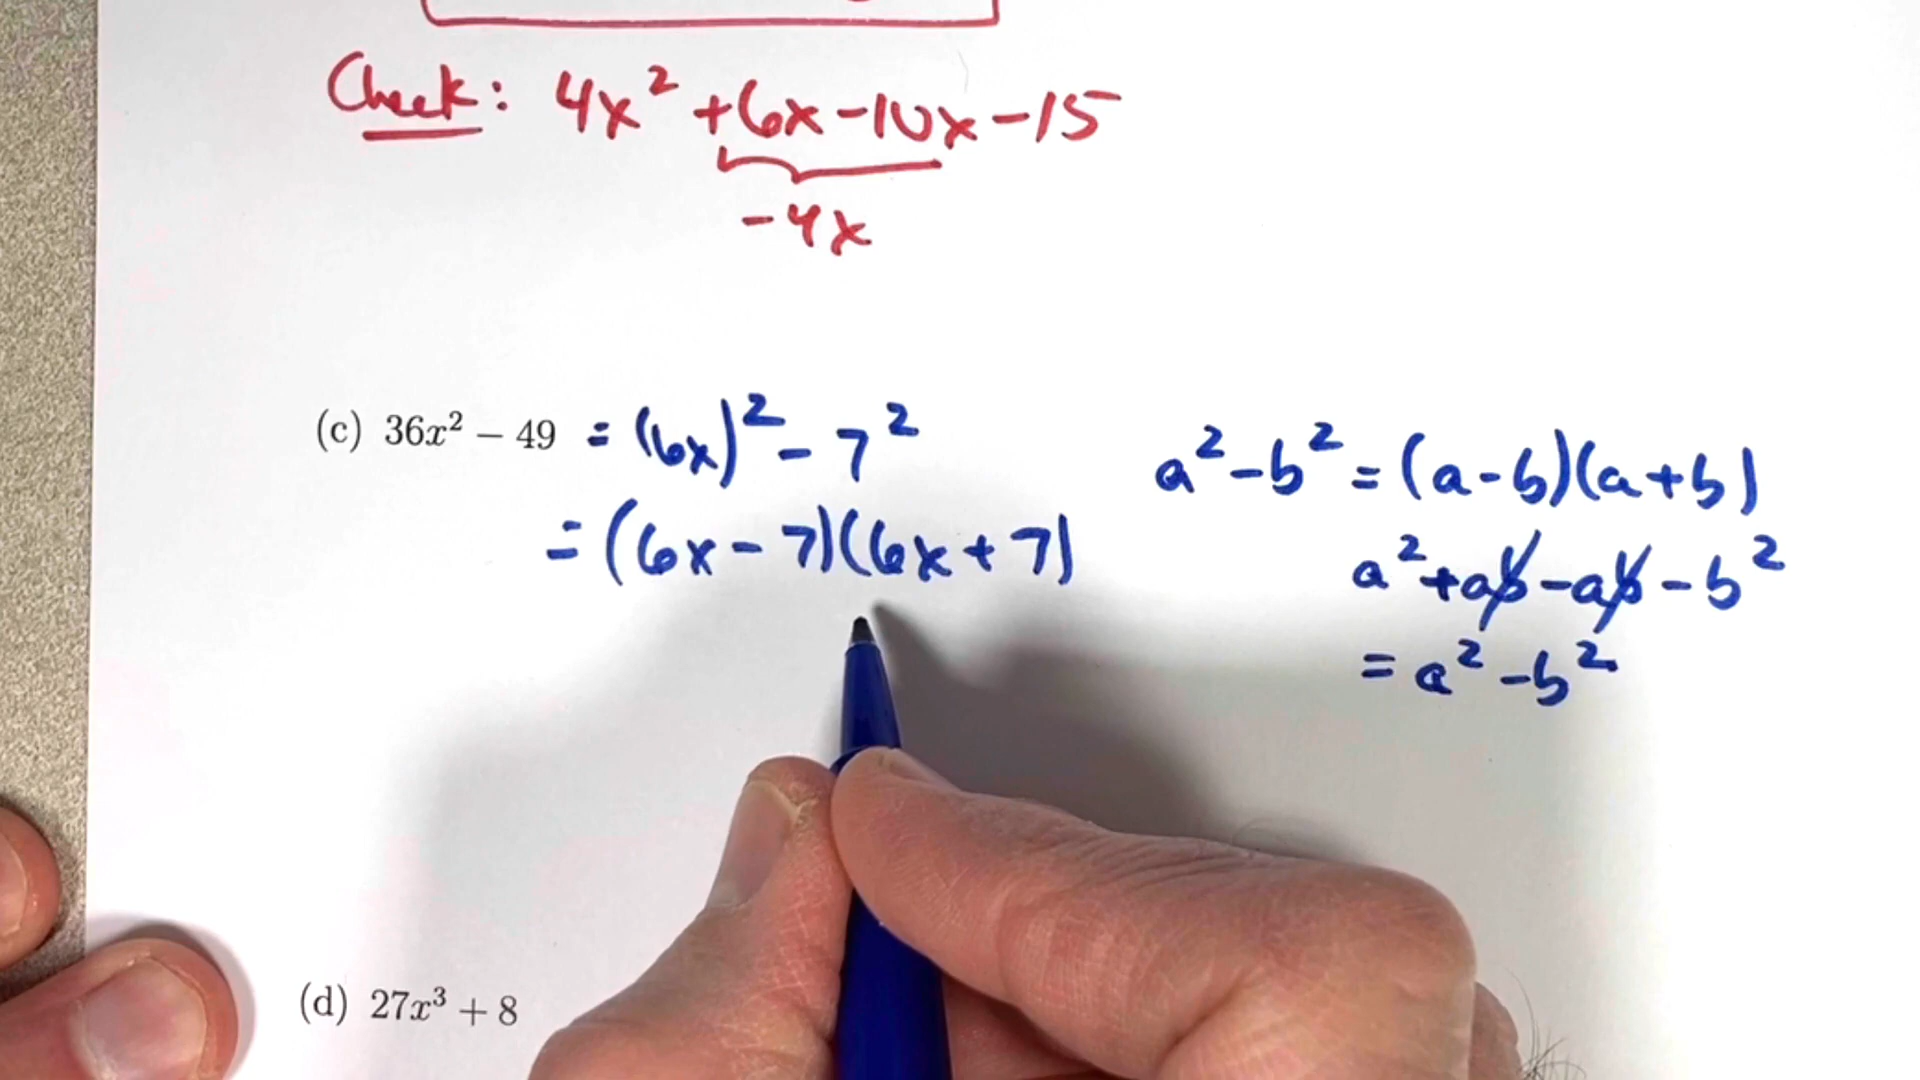 Check: 4x² +6x-10x-15
-4x
(c) 36x² − 49 = (6x)² - 7²
= (6x - 7)(6x + 7)
a² - b² = (a - b)(a + b)
a² + ab - ab - b²
= a² - b²
(d) 27x³ + 8